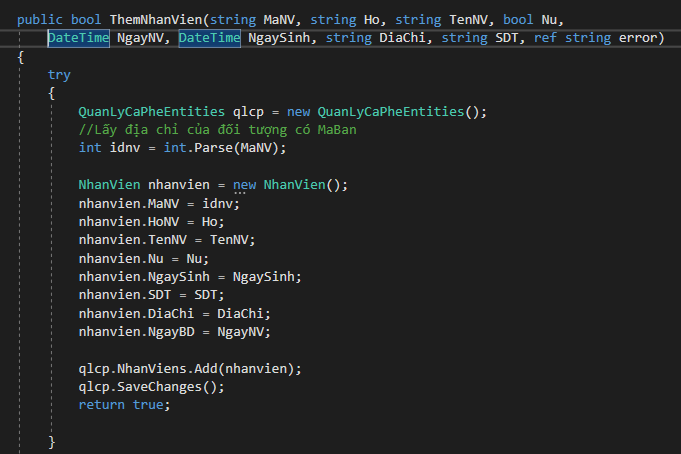 public bool ThemNhanVien(string MaNV, string Ho, string TenNV, bool Nu,
DateTime NgayNV, DateTime NgaySinh, string DiaChi, string SDT, ref string error)
{
try
{
QuanLyCaPheEntities qlcp = new QuanLyCaPheEntities();
//Lấy địa chỉ của đối tượng có MaBan
int idnv = int.Parse(MaNV);
NhanVien nhanvien = new NhanVien();
nhanvien.MaNV = idnv;
nhanvien.HoNV = Ho;
nhanvien.TenNV = TenNV;
nhanvien.Nu = Nu;
nhanvien.NgaySinh = NgaySinh;
nhanvien.SDT = SDT;
nhanvien.DiaChi = DiaChi;
nhanvien.NgayBD = NgayNV;
qlcp.NhanViens.Add(nhanvien);
qlcp.SaveChanges();
return true;
}